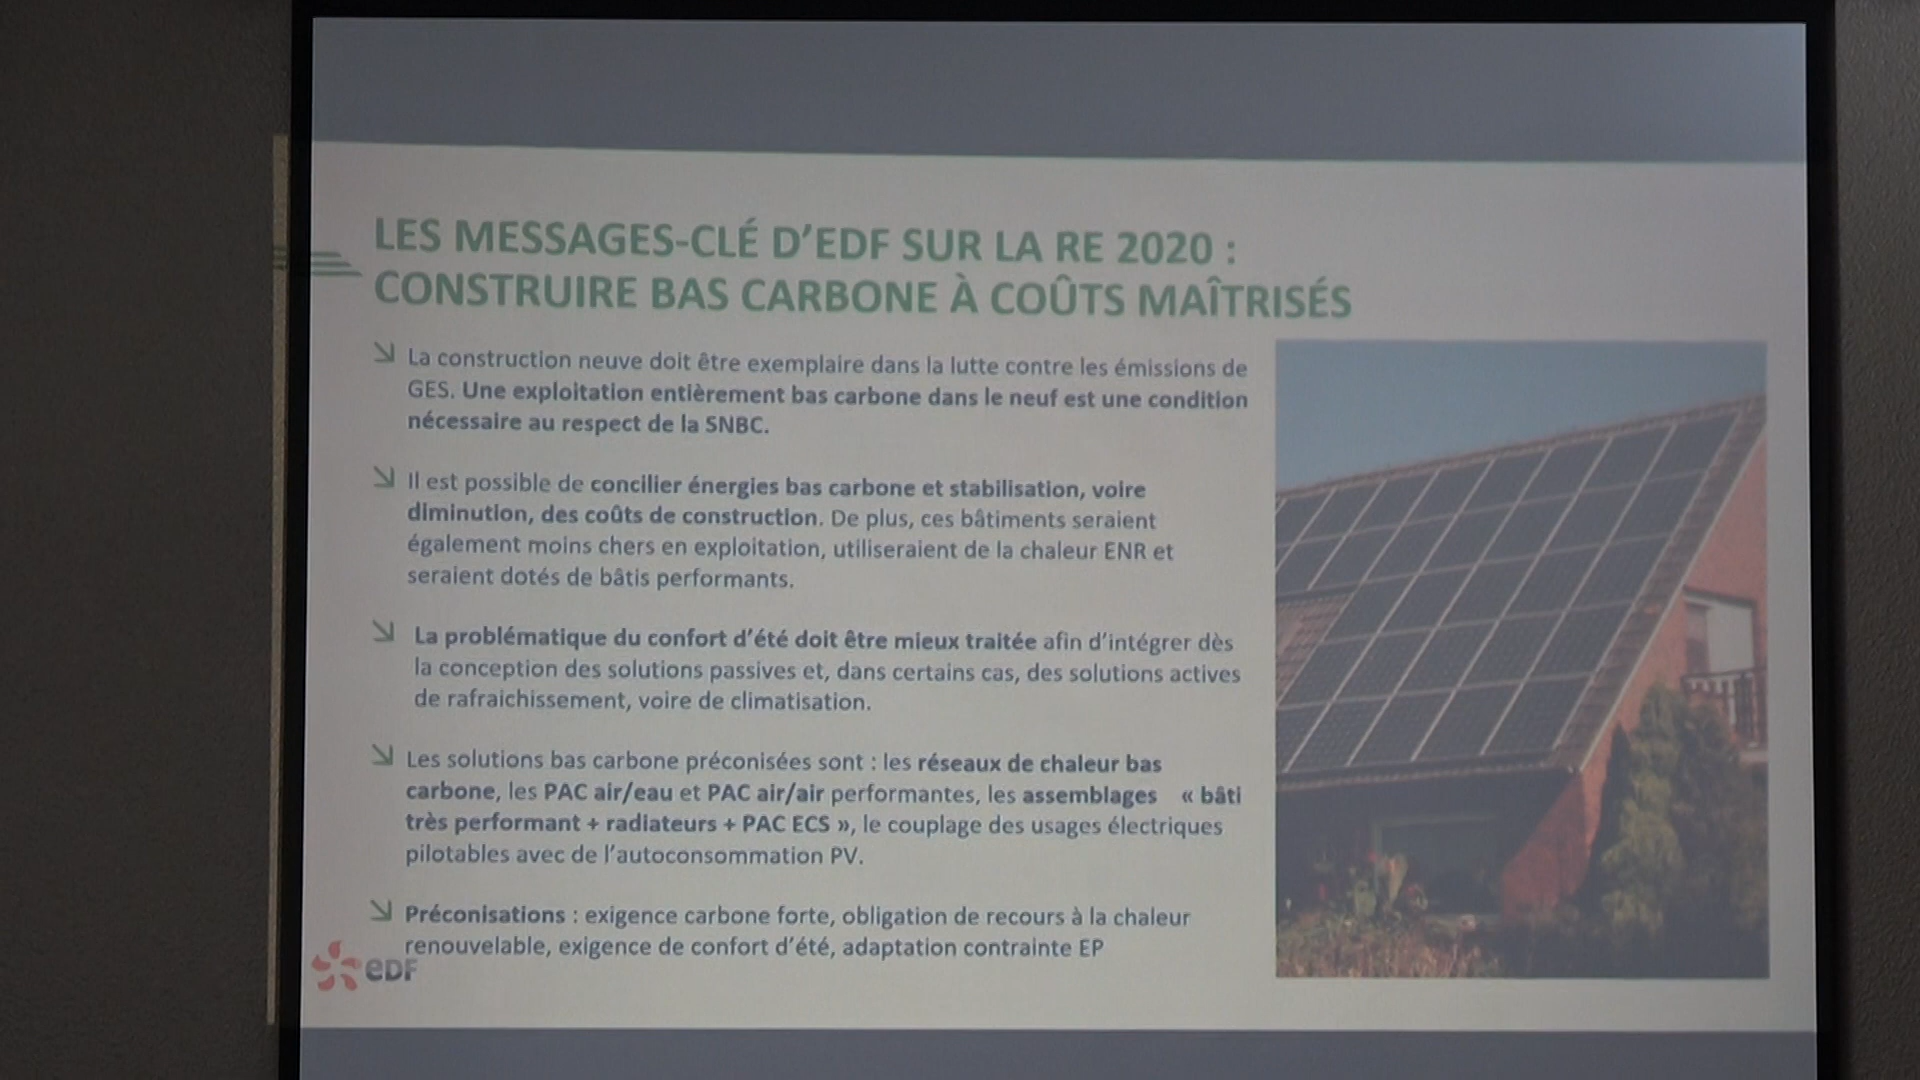 LES MESSAGES-CLÉ D'EDF SUR LA RE 2020 :
CONSTRUIRE BAS CARBONE À COÛTS MAÎTRISÉS
La construction neuve doit être exemplaire dans la lutte contre les émissions de
GES. Une exploitation entièrement bas carbone dans le neuf est une condition
nécessaire au respect de la SNBC.
Il est possible de concilier énergies bas carbone et stabilisation, voire
diminution, des coûts de construction. De plus, ces bâtiments seraient
également moins chers en exploitation, utiliseraient de la chaleur ENR et
seraient dotés de bâtis performants.
La problématique du confort d'été doit être mieux traitée afin d'intégrer dès
la conception des solutions passives et, dans certains cas, des solutions actives
de rafraichissement, voire de climatisation.
Les solutions bas carbone préconisées sont : les réseaux de chaleur bas
carbone, les PAC air/eau et PAC air/air performantes, les assemblages « bâti
très performant + radiateurs + PAC ECS », le couplage des usages électriques
pilotables avec de l'autoconsommation PV.
Préconisations : exigence carbone forte, obligation de recours à la chaleur
renouvelable, exigence de confort d'été, adaptation contrainte EP
eDF